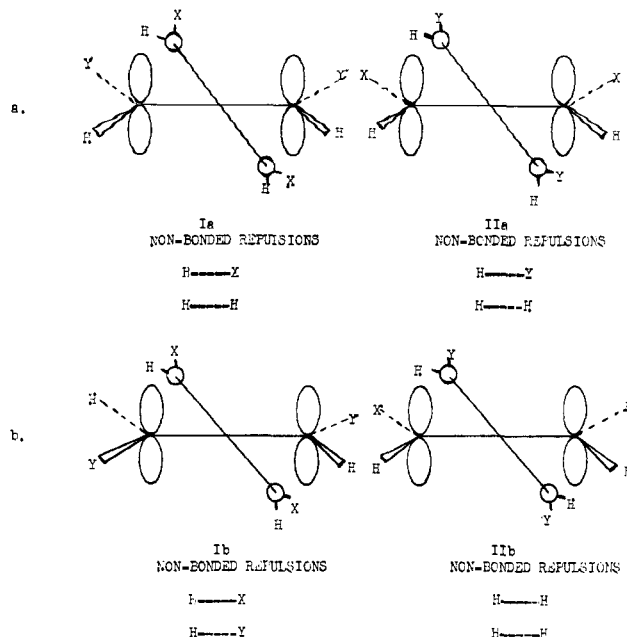 a.
X
H
Y
Y
H
H
H
X
Ia
NON-BONDED REPULSIONS
H----X
H----H
Y
H
X
X
H
H
Y
H
IIa
NON-BONDED REPULSIONS
H----Y
H----H
b.
X
H
H
Y
Y
H
X
H
Ib
NON-BONDED REPULSIONS
H----X
H----Y
Y
H
X
H
H
Y
IIb
NON-BONDED REPULSIONS
H----H
H----H